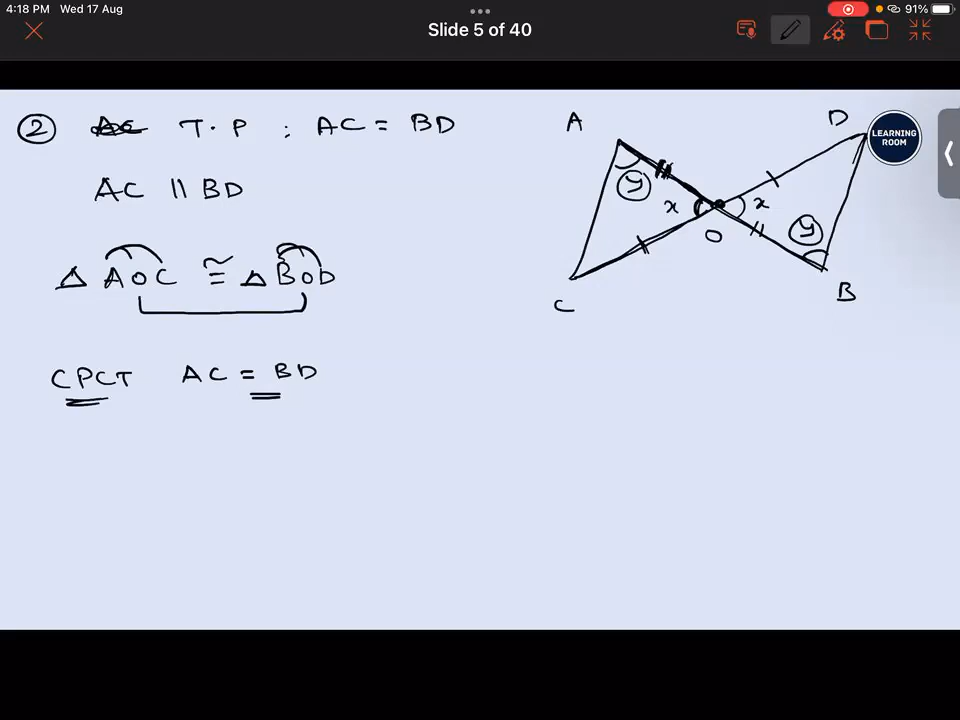 4:18 PM Wed 17 Aug
91%
Slide 5 of 40
② AC T.P : AC = BD
AC || BD
△ AOC ≅ △ BOD
CPCT AC = BD
A
D
LEARNING
ROOM
y
x
x
O
y
C
B